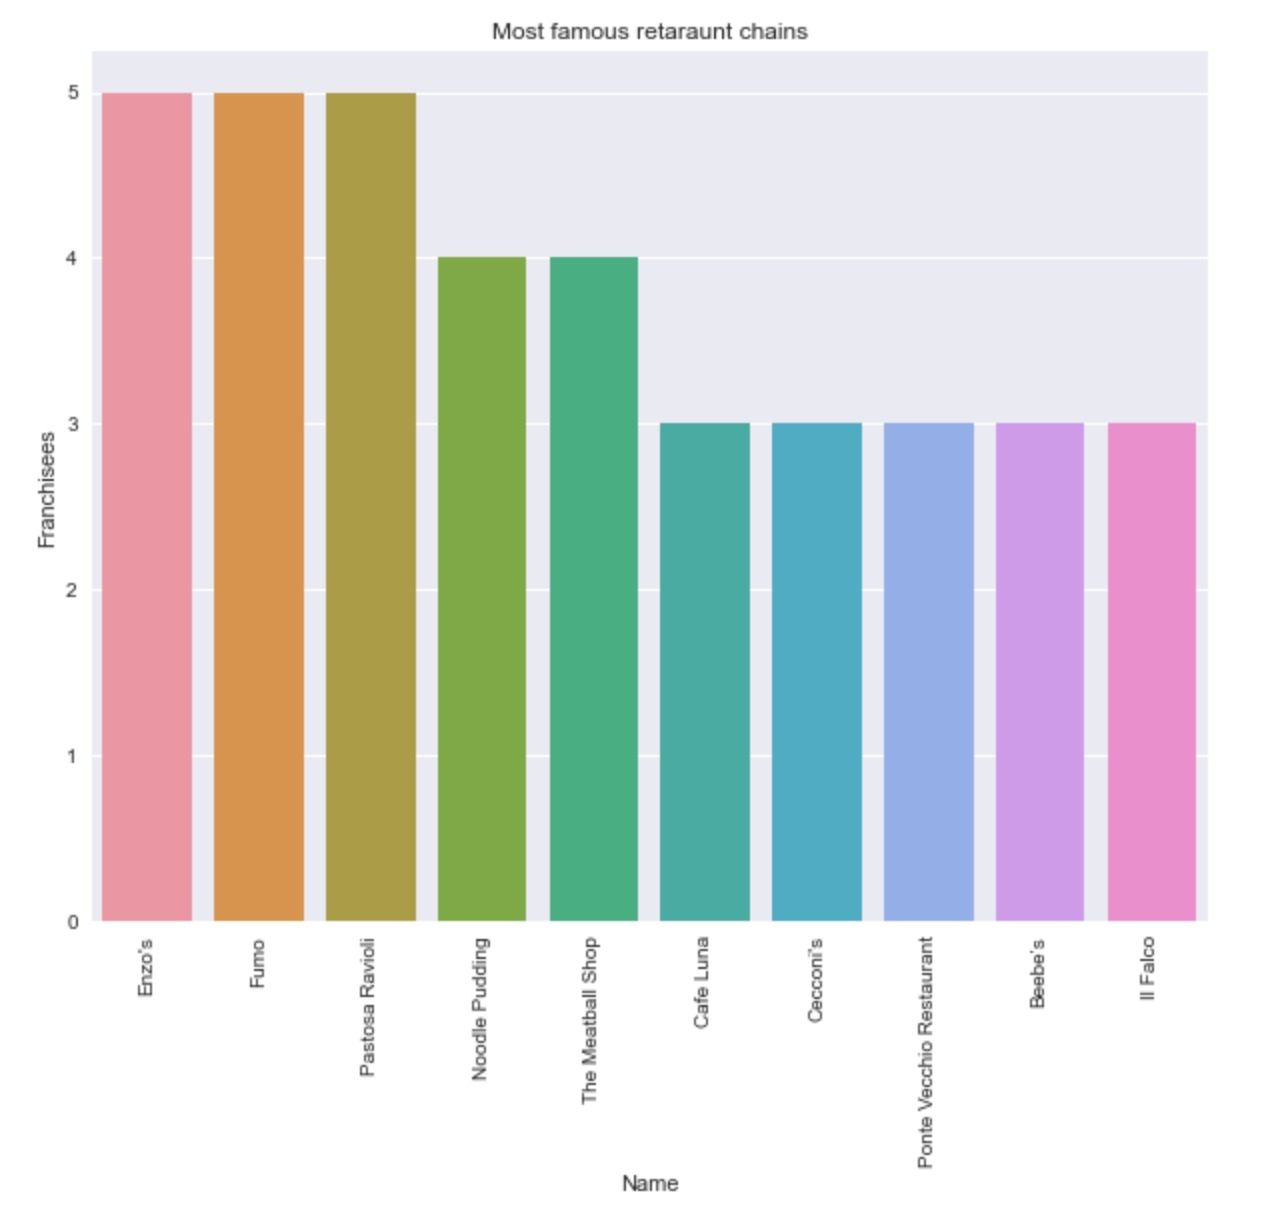 Most famous retaraunt chains
5
4
3
2
1
0
Franchisees
Enzo's
Fumo
Pastosa Ravioli
Noodle Pudding
The Meatball Shop
Cafe Luna
Cecconi's
Ponte Vecchio Restaurant
Beebe's
Il Falco
Name